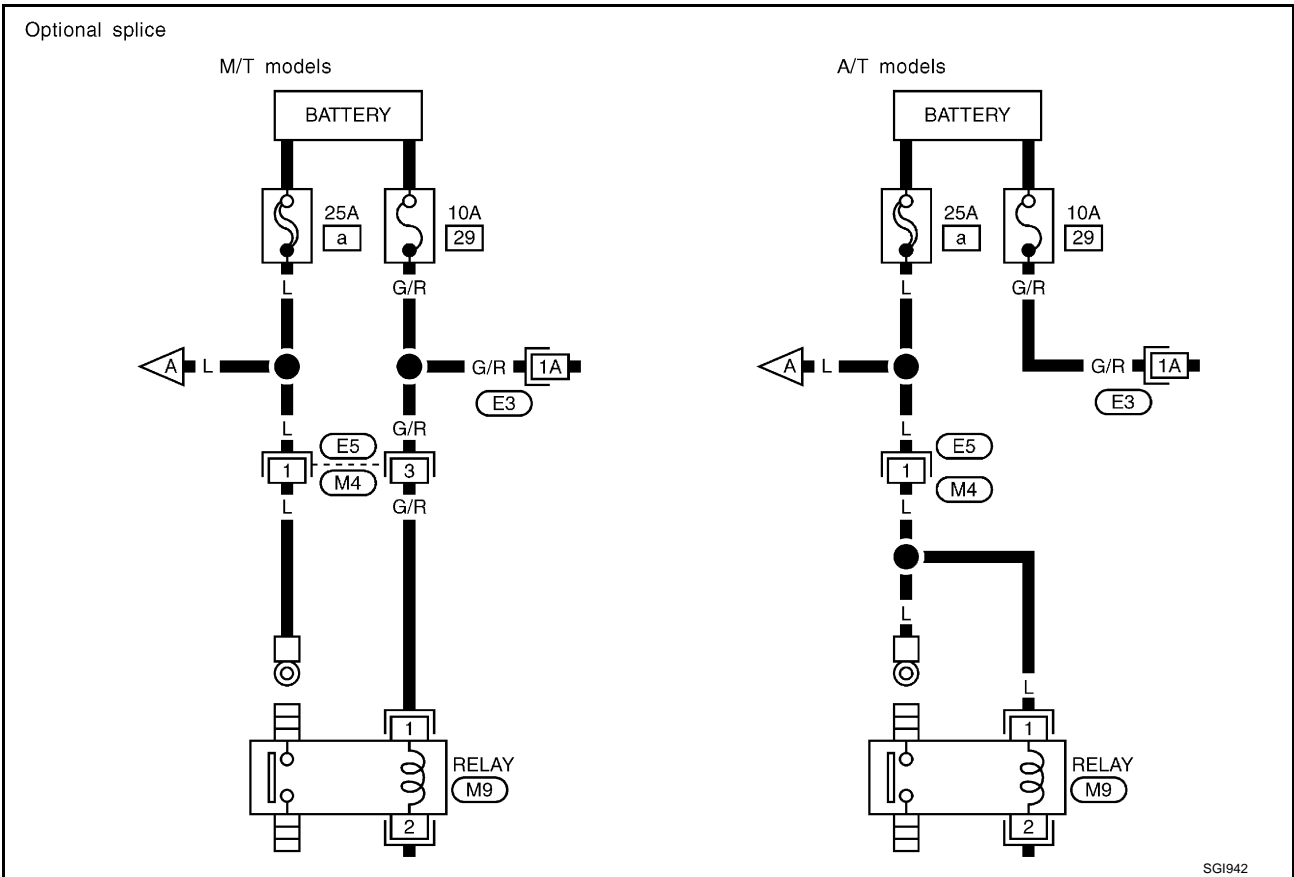 Optional splice
M/T models
BATTERY
25A
a
10A
29
L
G/R
A
L
G/R
1A
E3
L
G/R
E5
1
3
M4
L
G/R
1
RELAY
M9
2
A/T models
BATTERY
25A
a
10A
29
L
G/R
A
L
G/R
1A
E3
L
E5
1
M4
L
L
L
1
RELAY
M9
2
SGI942